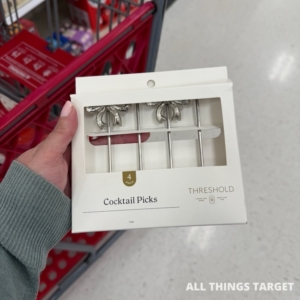 4
Cocktail Picks
THRESHOLD
ALL THINGS TARGET